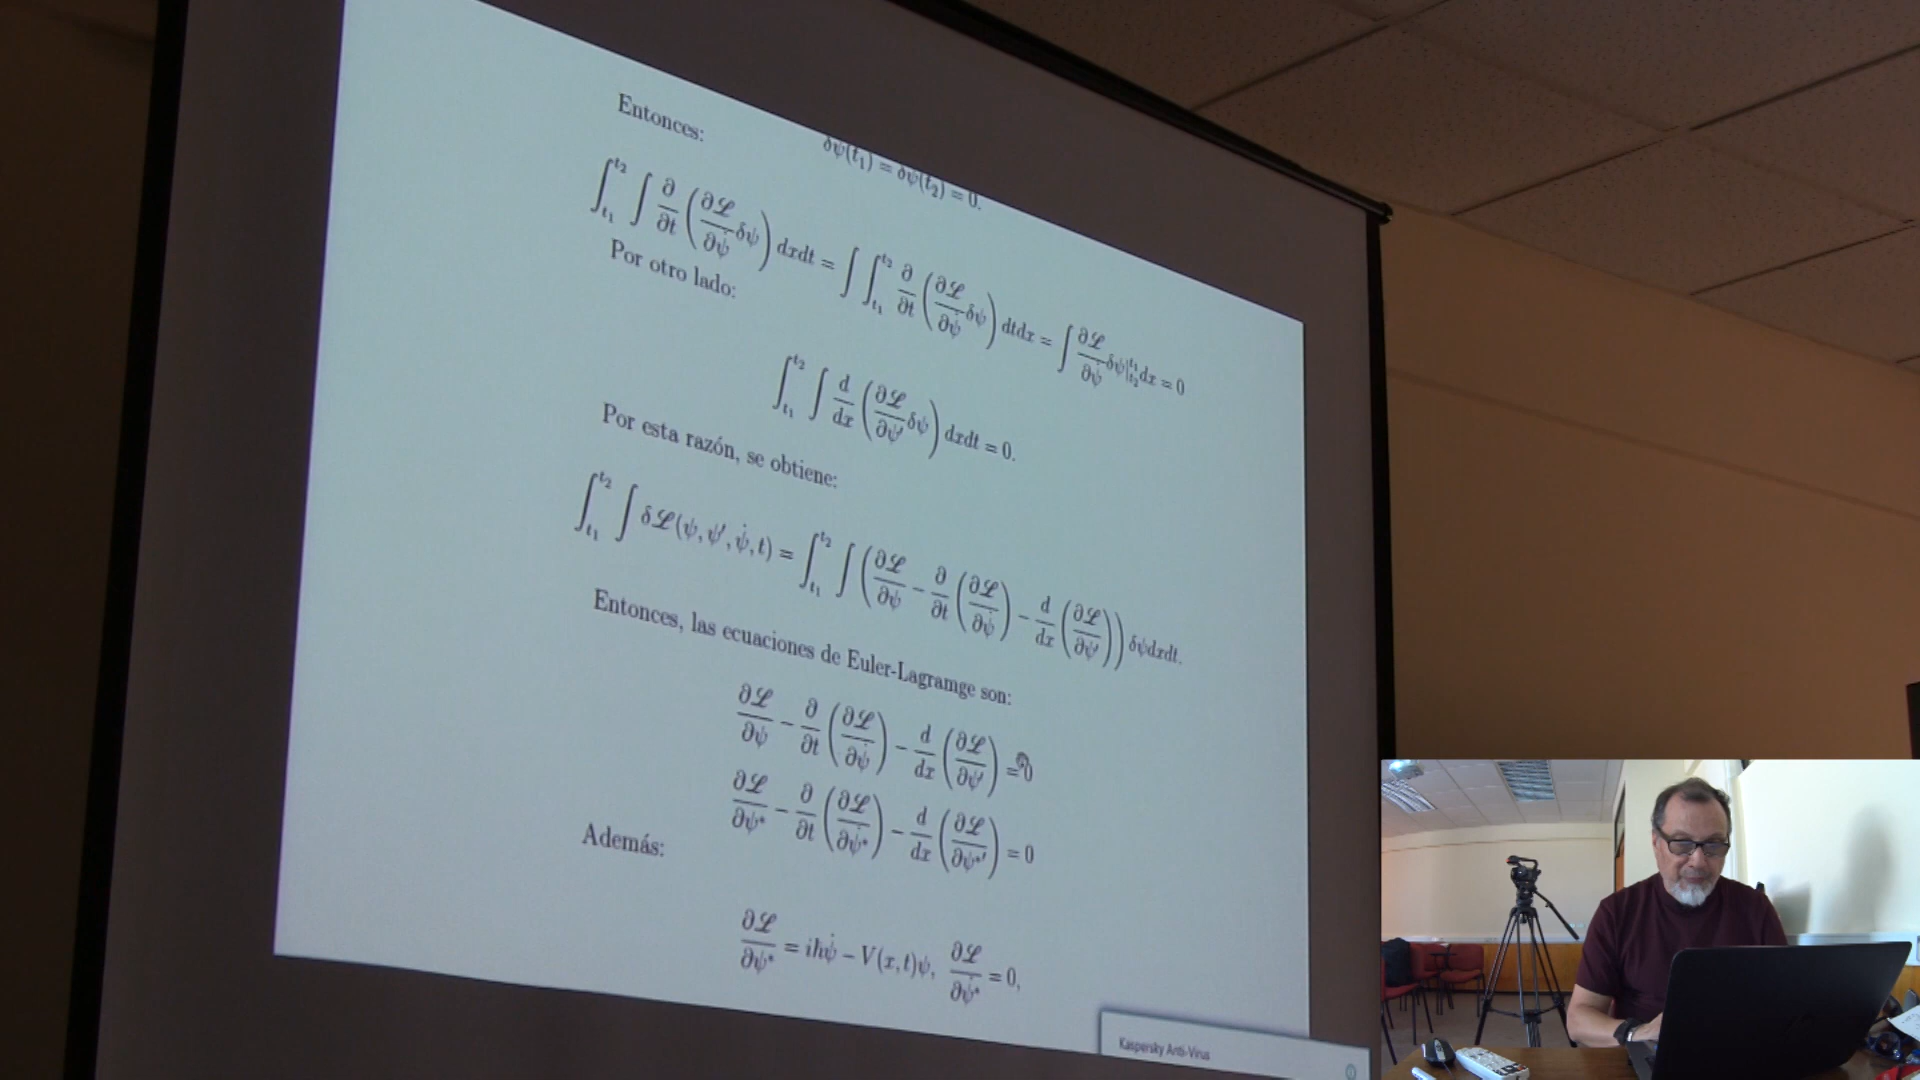 δψ(t₁) = δψ(t₂) = 0.
Entonces:
∫_{t₁}^{t₂} ∫ ∂/∂t (∂ℒ/∂ψ̇ δψ) dxdt = ∫ ∫_{t₁}^{t₂} ∂/∂t (∂ℒ/∂ψ̇ δψ) dtdx = ∫ ∂ℒ/∂ψ̇ δψ|_{t₂}^{t₁} dx = 0
Por otro lado:
∫_{t₁}^{t₂} ∫ d/dx (∂ℒ/∂ψ′ δψ) dxdt = 0.
Por esta razón, se obtiene:
∫_{t₁}^{t₂} ∫ δℒ(ψ, ψ′, ψ̇, t) = ∫_{t₁}^{t₂} ∫ (∂ℒ/∂ψ − ∂/∂t (∂ℒ/∂ψ̇) − d/dx (∂ℒ/∂ψ′)) δψdxdt.
Entonces, las ecuaciones de Euler-Lagramge son:
∂ℒ/∂ψ − ∂/∂t (∂ℒ/∂ψ̇) − d/dx (∂ℒ/∂ψ′) = 0
∂ℒ/∂ψ* − ∂/∂t (∂ℒ/∂ψ̇*) − d/dx (∂ℒ/∂ψ*′) = 0
Además:
∂ℒ/∂ψ* = iħψ̇ − V(x, t)ψ, ∂ℒ/∂ψ̇* = 0,
Kaspersky Anti-Virus